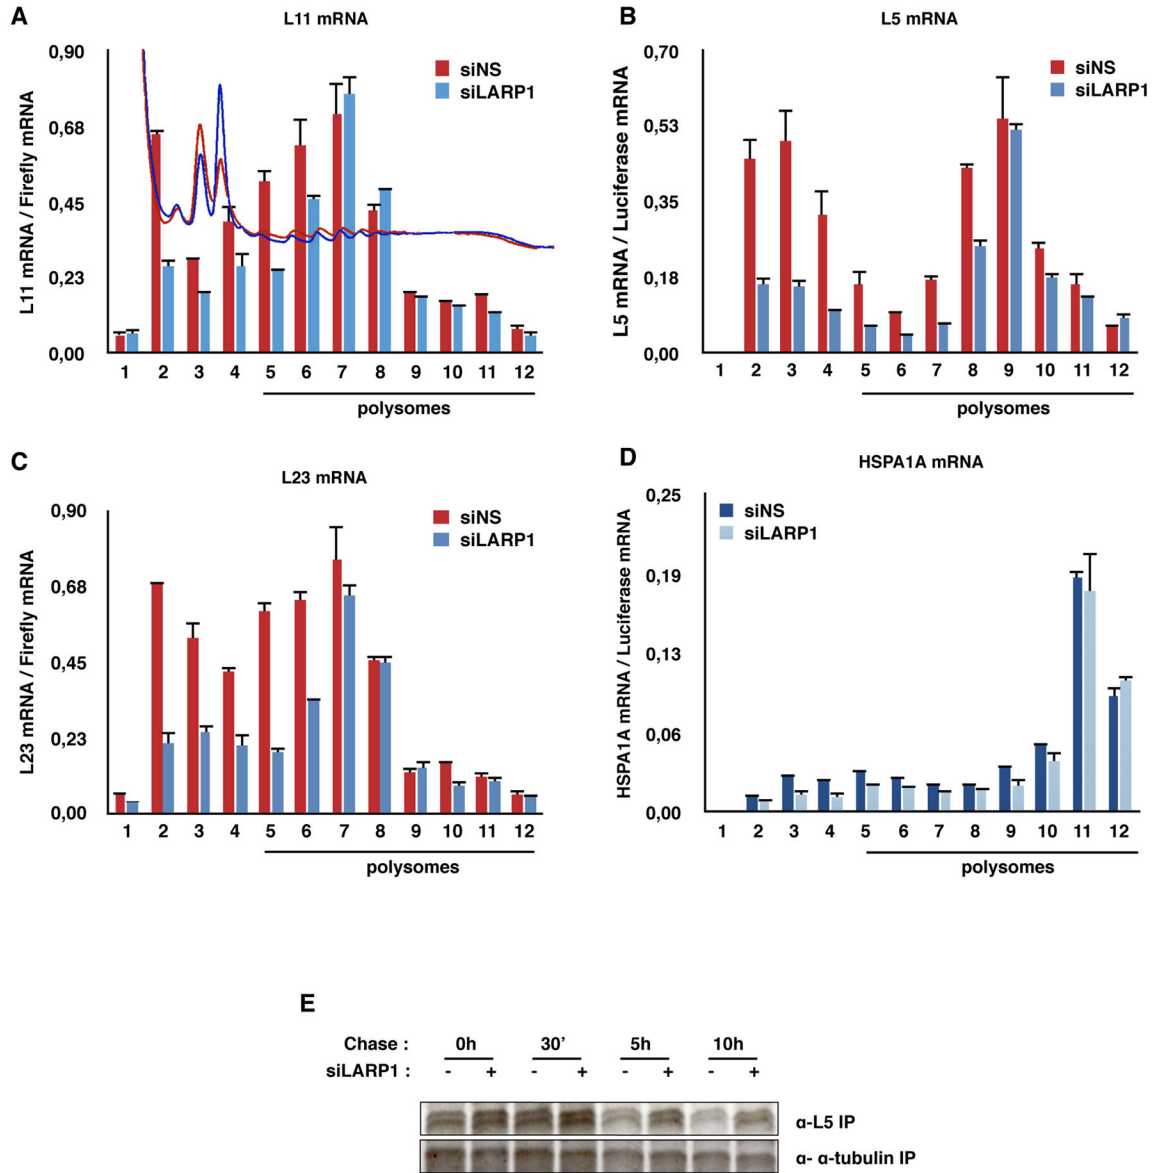 A
L11 mRNA
L11 mRNA / Firefly mRNA
0,90
0,68
0,45
0,23
0,00
siNS
siLARP1
1 2 3 4 5 6 7 8 9 10 11 12
polysomes
B
L5 mRNA
L5 mRNA / Luciferase mRNA
0,70
0,53
0,35
0,18
0,00
siNS
siLARP1
1 2 3 4 5 6 7 8 9 10 11 12
polysomes
C
L23 mRNA
L23 mRNA / Firefly mRNA
0,90
0,68
0,45
0,23
0,00
siNS
siLARP1
1 2 3 4 5 6 7 8 9 10 11 12
polysomes
D
HSPA1A mRNA
HSPA1A mRNA / Luciferase mRNA
0,25
0,19
0,13
0,06
0,00
siNS
siLARP1
1 2 3 4 5 6 7 8 9 10 11 12
polysomes
E
Chase : 0h 30’ 5h 10h
siLARP1 : - + - + - + - +
α-L5 IP
α- α-tubulin IP